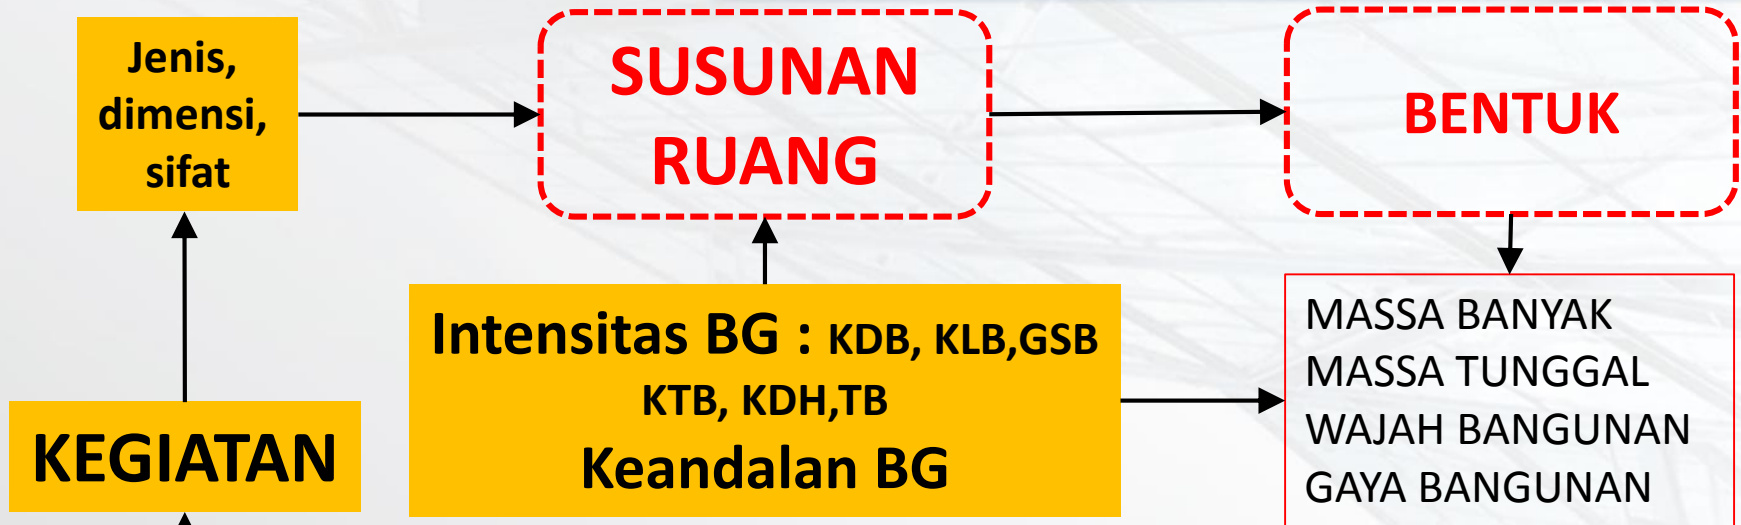 Jenis,
dimensi,
sifat
SUSUNAN
RUANG
BENTUK
KEGIATAN
Intensitas BG : KDB, KLB,GSB
KTB, KDH,TB
Keandalan BG
MASSA BANYAK
MASSA TUNGGAL
WAJAH BANGUNAN
GAYA BANGUNAN